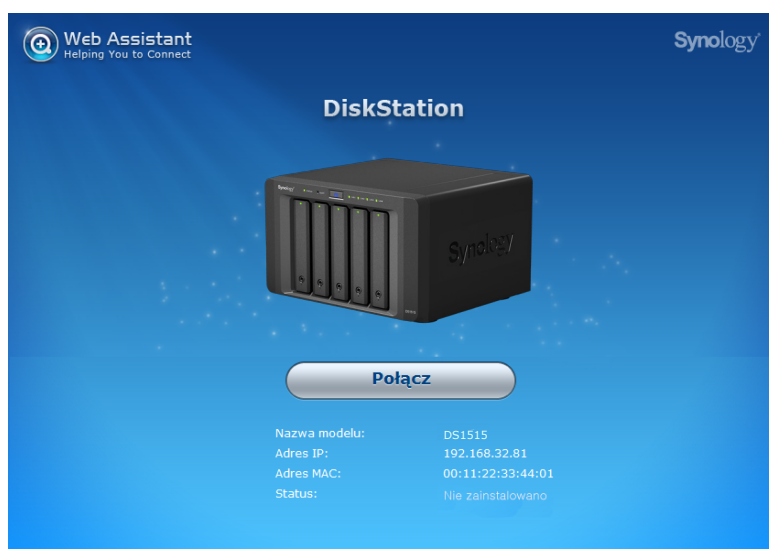 Web Assistant
Helping You to Connect
Synology
DiskStation
Synology
Synology
Połącz
Nazwa modelu: DS1515
Adres IP: 192.168.32.81
Adres MAC: 00:11:22:33:44:01
Status: Nie zainstalowano